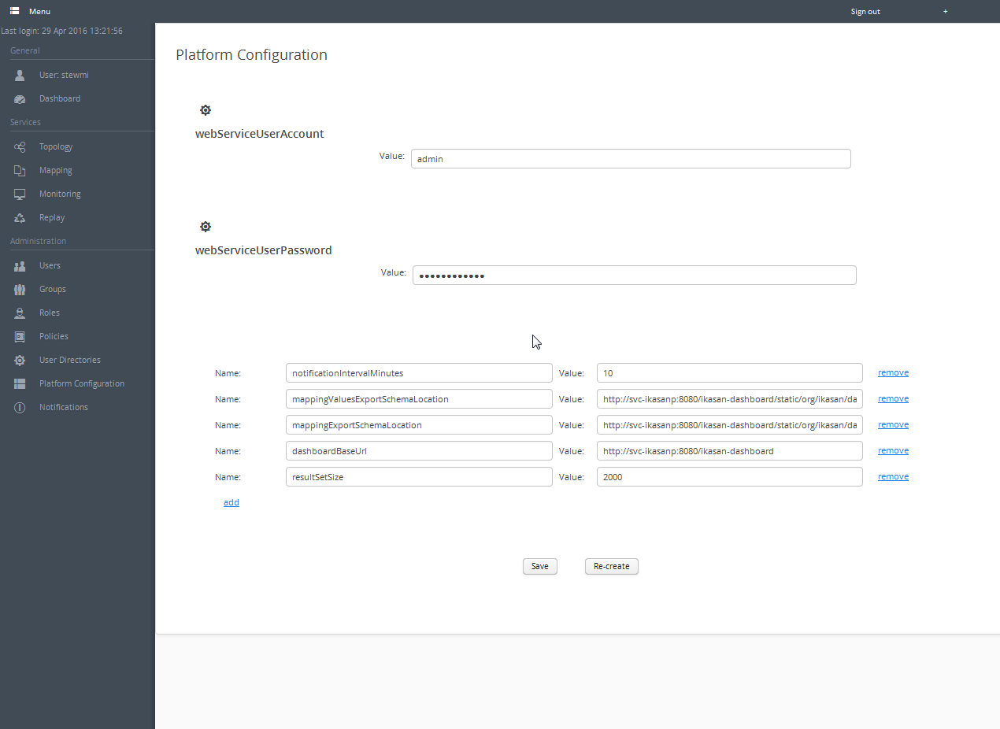 Menu Sign out +
Last login: 29 Apr 2016 13:21:56
General
User: stewmi
Dashboard
Services
Topology
Mapping
Monitoring
Replay
Administration
Users
Groups
Roles
Policies
User Directories
Platform Configuration
Notifications
Platform Configuration
webServiceUserAccount
Value: admin
webServiceUserPassword
Value: ••••••••••••
Name: notificationIntervalMinutes Value: 10 remove
Name: mappingValuesExportSchemaLocation Value: http://svc-ikasanp:8080/ikasan-dashboard/static/org/ikasan/da remove
Name: mappingExportSchemaLocation Value: http://svc-ikasanp:8080/ikasan-dashboard/static/org/ikasan/da remove
Name: dashboardBaseUrl Value: http://svc-ikasanp:8080/ikasan-dashboard remove
Name: resultSetSize Value: 2000 remove
add
Save Re-create